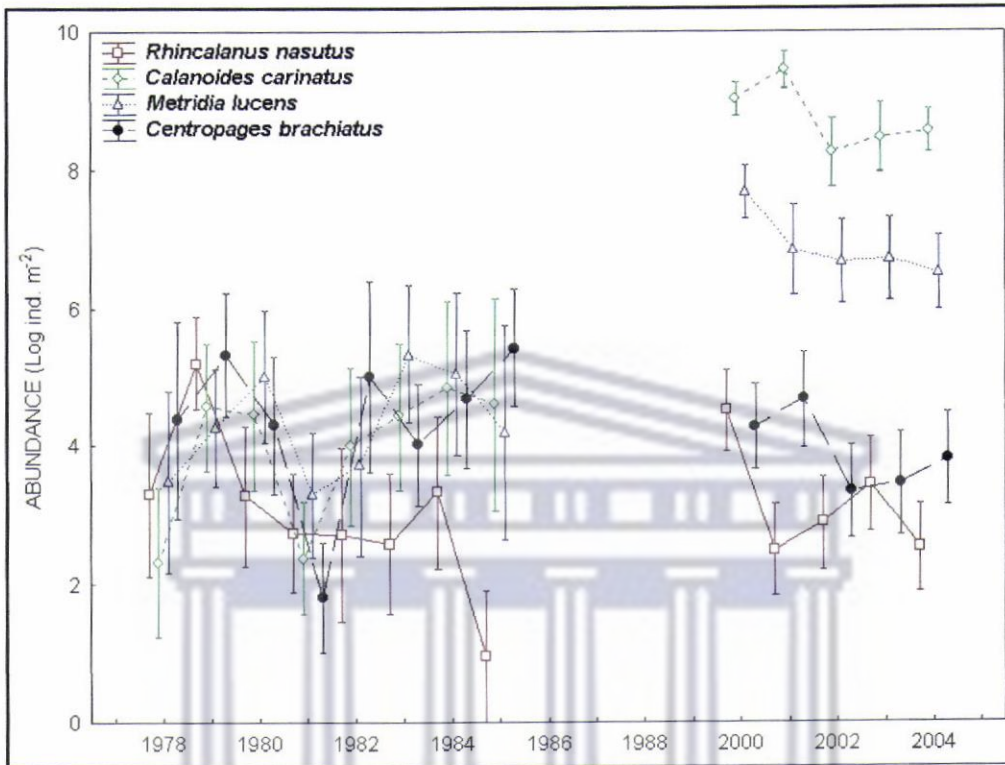 Rhincalanus nasutus
Calanoides carinatus
Metridia lucens
Centropages brachiatus
ABUNDANCE (Log ind. m⁻²)
10
8
6
4
2
0
1978 1980 1982 1984 1986 1988 2000 2002 2004